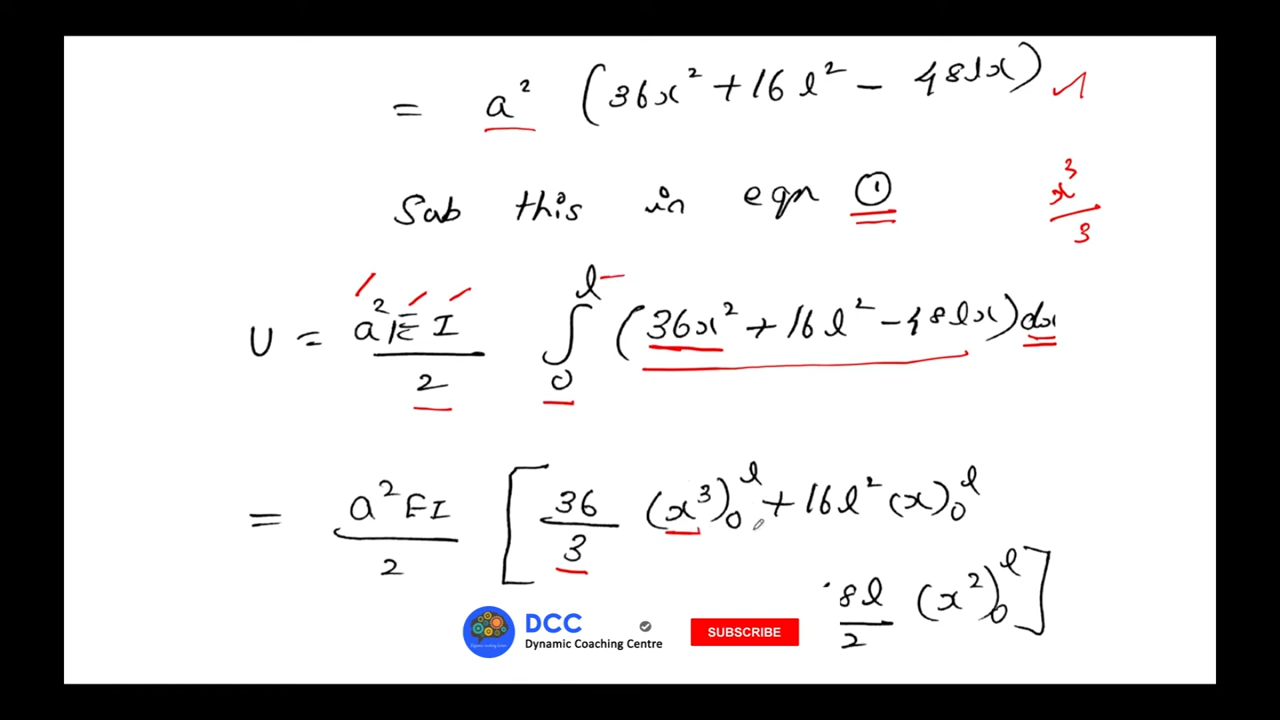 = a² (36x² + 16l² − 48lx)
Sub this in eqn ①
x³/3
U = a²EI/2 ∫₀ˡ (36x² + 16l² − 48lx) dx
= a²EI/2 [ 36/3 (x³)₀ˡ + 16l² (x)₀ˡ
8l/2 (x²)₀ˡ ]
DCC
Dynamic Coaching Centre
SUBSCRIBE